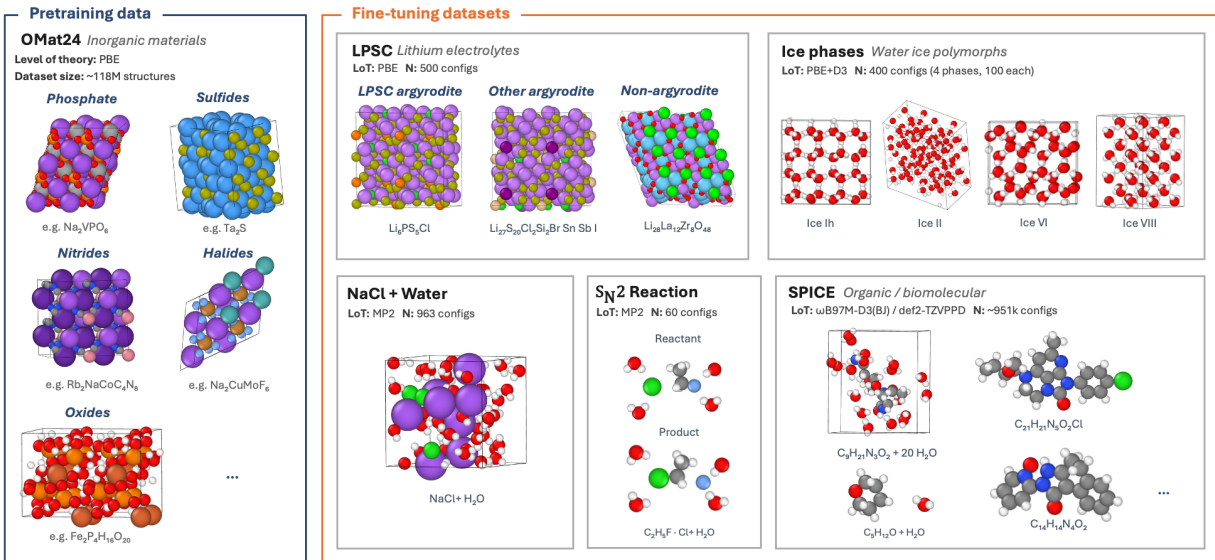 Pretraining data
OMat24 Inorganic materials
Level of theory: PBE
Dataset size: ~118M structures
Phosphate
Sulfides
e.g. Na₂VPO₆
e.g. Ta₂S
Nitrides
Halides
e.g. Rb₂NaCoC₄N₈
e.g. Na₂CuMoF₆
Oxides
...
e.g. Fe₂P₄H₁₆O₂₀
Fine-tuning datasets
LPSC Lithium electrolytes
LoT: PBE N: 500 configs
LPSC argyrodite
Other argyrodite
Non-argyrodite
Li₆PS₅Cl
Li₂₇S₂₀Cl₂Si₂Br Sn Sb I
Li₂₈La₁₂Zr₈O₄₈
Ice phases Water ice polymorphs
LoT: PBE+D3 N: 400 configs (4 phases, 100 each)
Ice Ih
Ice II
Ice VI
Ice VIII
NaCl + Water
LoT: MP2 N: 963 configs
NaCl+ H₂O
S_N2 Reaction
LoT: MP2 N: 60 configs
Reactant
Product
C₂H₅F · Cl+ H₂O
SPICE Organic / biomolecular
LoT: ωB97M-D3(BJ) / def2-TZVPPD N: ~951k configs
C₉H₂₁N₃O₂ + 20 H₂O
C₂₁H₂₁N₅O₂Cl
C₅H₁₂O + H₂O
C₁₄H₁₄N₄O₂
...